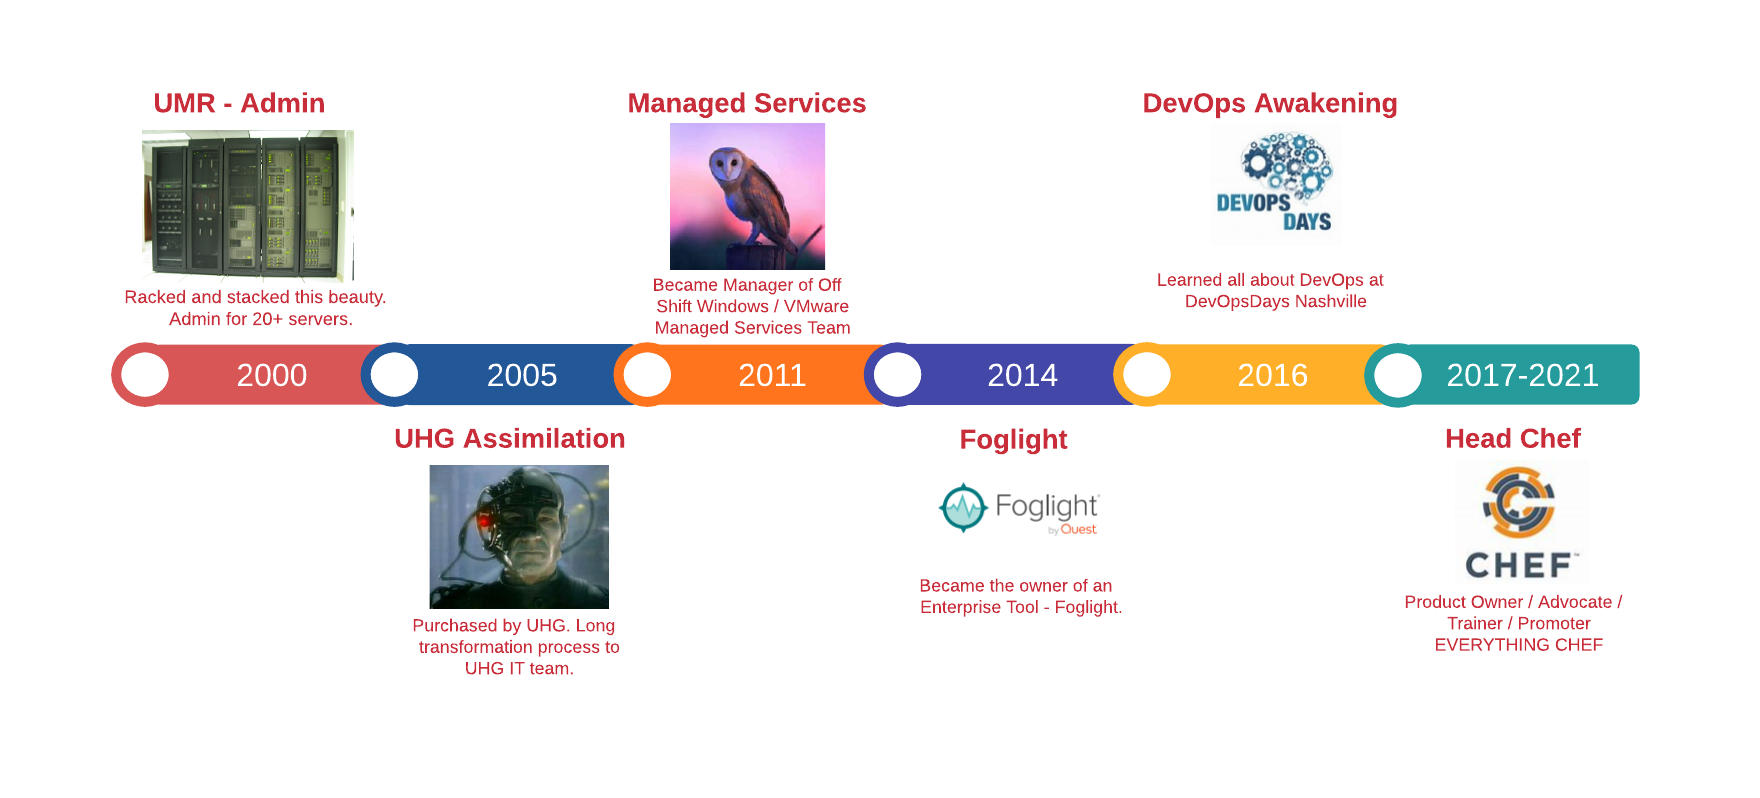 UMR - Admin
Racked and stacked this beauty.
Admin for 20+ servers.
Managed Services
Became Manager of Off
Shift Windows / VMware
Managed Services Team
DevOps Awakening
DEVOPS
DAYS
Learned all about DevOps at
DevOpsDays Nashville
2000
2005
2011
2014
2016
2017-2021
UHG Assimilation
Purchased by UHG. Long
transformation process to
UHG IT team.
Foglight
Foglight
by Quest
Became the owner of an
Enterprise Tool - Foglight.
Head Chef
CHEF™
Product Owner / Advocate /
Trainer / Promoter
EVERYTHING CHEF